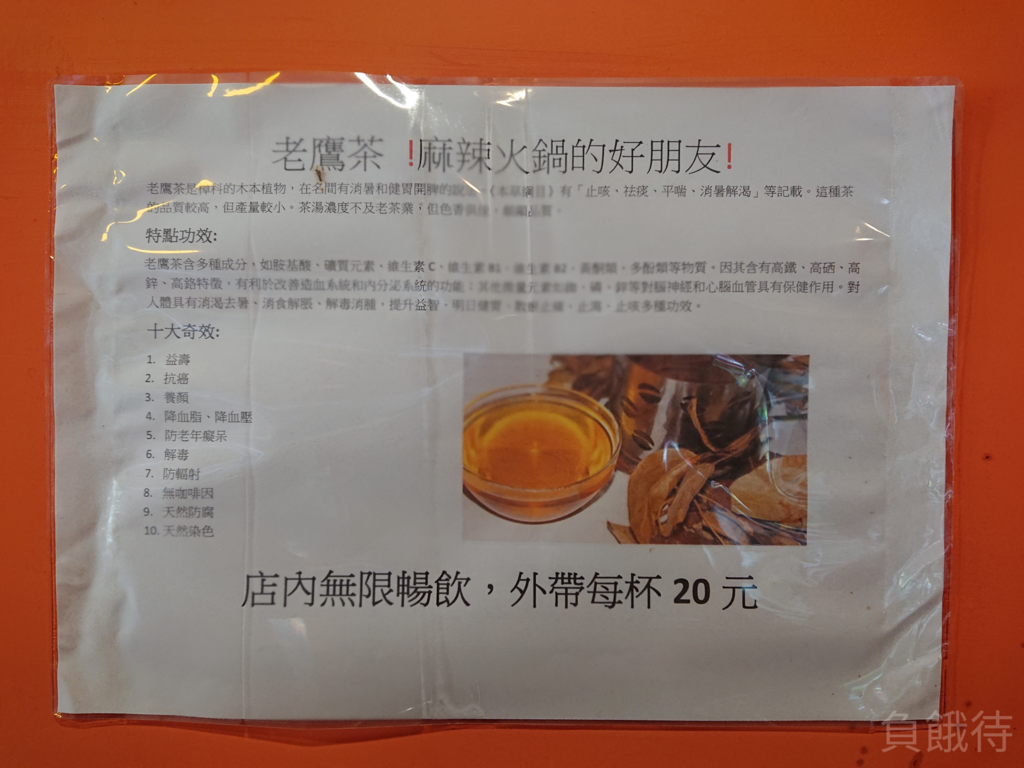 老鷹茶!麻辣火鍋的好朋友!
老鷹茶是樟科的木本植物,在名間有消暑和健胃開脾的說 《本草綱目》有「止咳、祛痰、平喘、消暑解渴」等記載。這種茶
的品質較高,但產量較小。茶湯濃度不及老茶葉,但色香 品質。
特點功效:
老鷹茶含多種成分,如胺基酸、礦質元素、維生素 C、維生素 B1、維生素 B2、黃酮類、多酚類等物質。因其含有高鐵、高硒、高
鋅、高鉻特徵,有利於改善造血系統和內分泌系統的功能;其他微量元素如 、磷、鋅等對腦神經和心腦血管具有保健作用。對
人體具有消渴去暑、消食解脹、解毒消腫、提升益智、明目健胃、 止痛、止瀉、止咳多種功效。
十大奇效:
1. 益壽
2. 抗癌
3. 養顏
4. 降血脂、降血壓
5. 防老年癡呆
6. 解毒
7. 防輻射
8. 無咖啡因
9. 天然防腐
10. 天然染色
店內無限暢飲,外帶每杯 20 元
負餓待